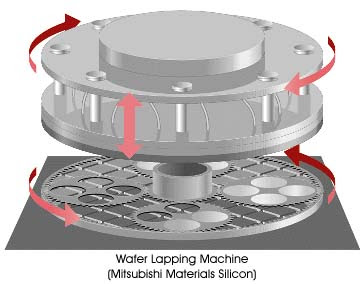 Wafer Lapping Machine
(Mitsubishi Materials Silicon)